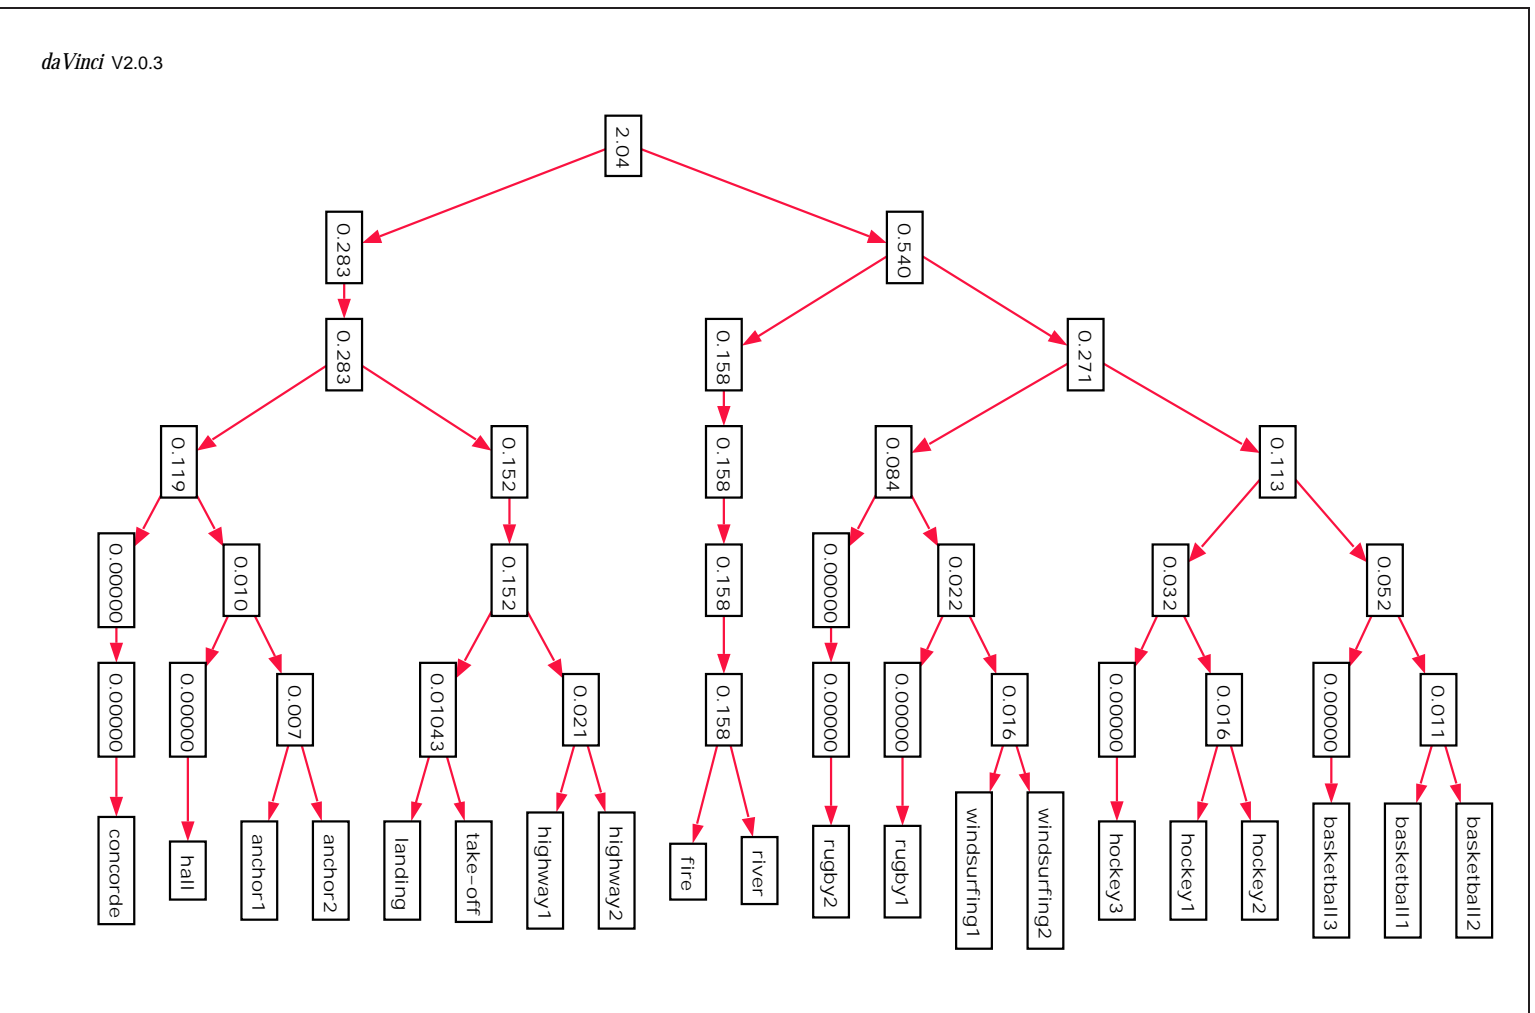 daVinci V2.0.3
2.04
0.283
0.540
0.283
0.158
0.271
0.119
0.152
0.158
0.084
0.113
0.00000
0.010
0.152
0.158
0.00000
0.022
0.032
0.052
0.00000
0.00000
0.007
0.01043
0.021
0.158
0.00000
0.00000
0.016
0.00000
0.016
0.00000
0.011
concorde
hall
anchor1
anchor2
landing
take-off
highway1
highway2
fire
river
rugby2
rugby1
windsurfing1
windsurfing2
hockey3
hockey1
hockey2
basketball3
basketball1
basketball2